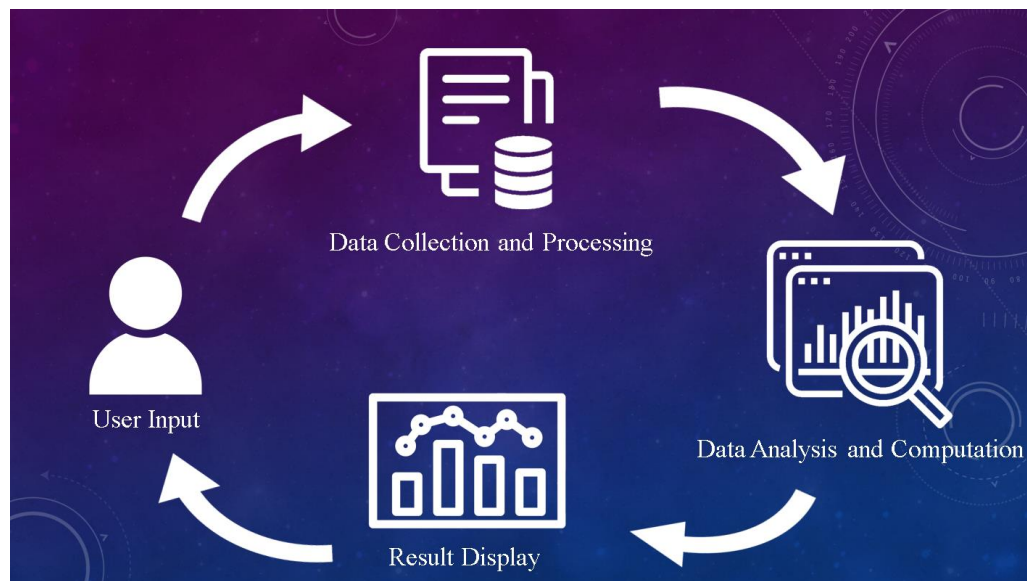 Data Collection and Processing
User Input
Data Analysis and Computation
Result Display